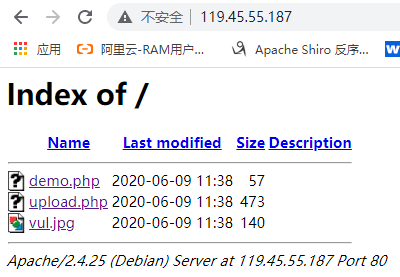 不安全 | 119.45.55.187
应用 阿里云-RAM用户... Apache Shiro 反序...
Index of /
Name Last modified Size Description
demo.php 2020-06-09 11:38 57
upload.php 2020-06-09 11:38 473
vul.jpg 2020-06-09 11:38 140
Apache/2.4.25 (Debian) Server at 119.45.55.187 Port 80